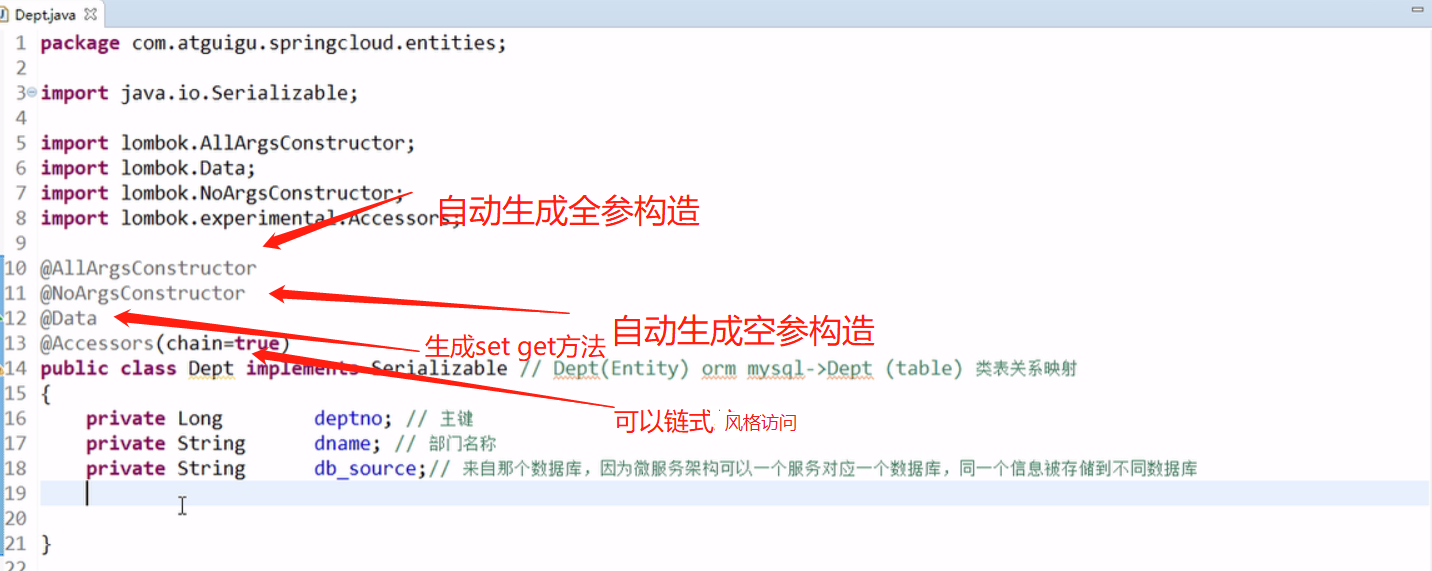 Dept.java
1 package com.atguigu.springcloud.entities;
2
3 import java.io.Serializable;
4
5 import lombok.AllArgsConstructor;
6 import lombok.Data;
7 import lombok.NoArgsConstructor;
8 import lombok.experimental.Accessors;
自动生成全参构造
9
10 @AllArgsConstructor
11 @NoArgsConstructor
12 @Data
自动生成空参构造
13 @Accessors(chain=true)
生成set get方法
14 public class Dept implements Serializable // Dept(Entity) orm mysql->Dept (table) 类表关系映射
15 {
16 private Long deptno; // 主键
可以链式 风格访问
17 private String dname; // 部门名称
18 private String db_source;// 来自那个数据库，因为微服务架构可以一个服务对应一个数据库，同一个信息被存储到不同数据库
19
20
21 }
22